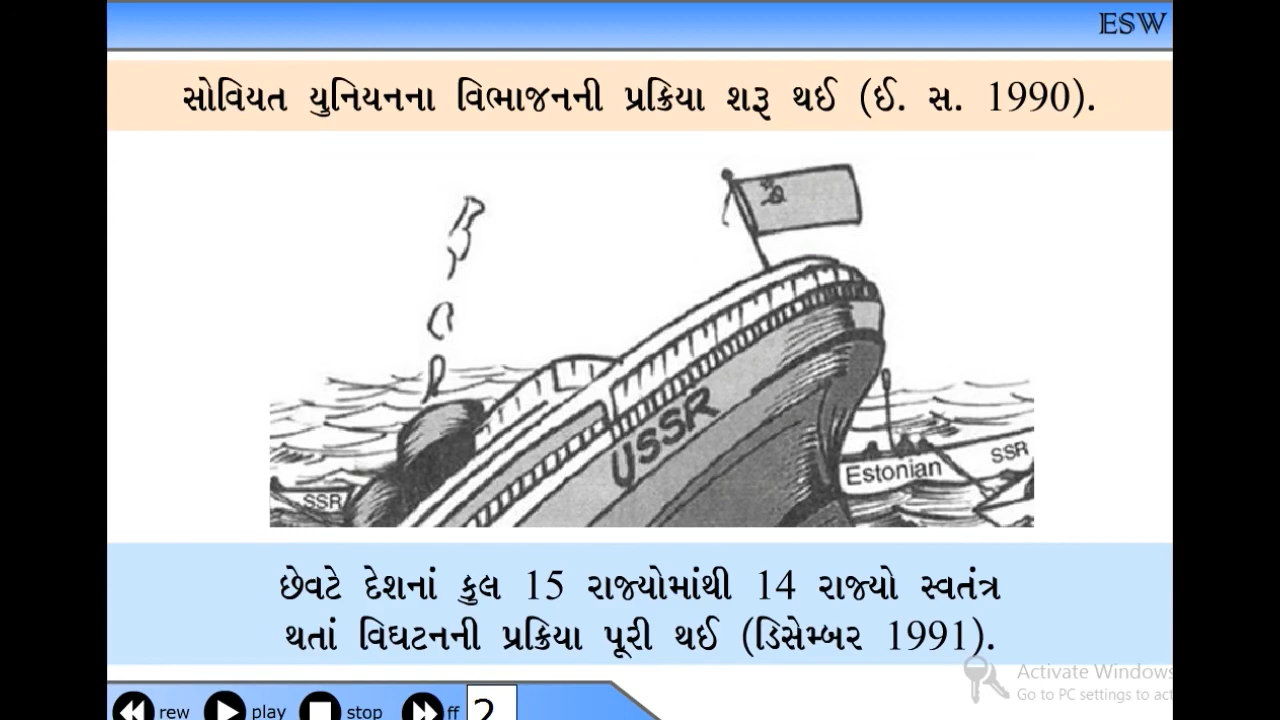 ESW
સોવિયત યુનિયનના વિભાજનની પ્રક્રિયા શરૂ થઈ (ઈ. સ. 1990).
USSR
Estonian
SSR
SSR
છેવટે દેશનાં કુલ 15 રાજ્યોમાંથી 14 રાજ્યો સ્વતંત્ર
થતાં વિઘટનની પ્રક્રિયા પૂરી થઈ (ડિસેમ્બર 1991).
Activate Windows
Go to PC settings to act
rew play stop ff 2